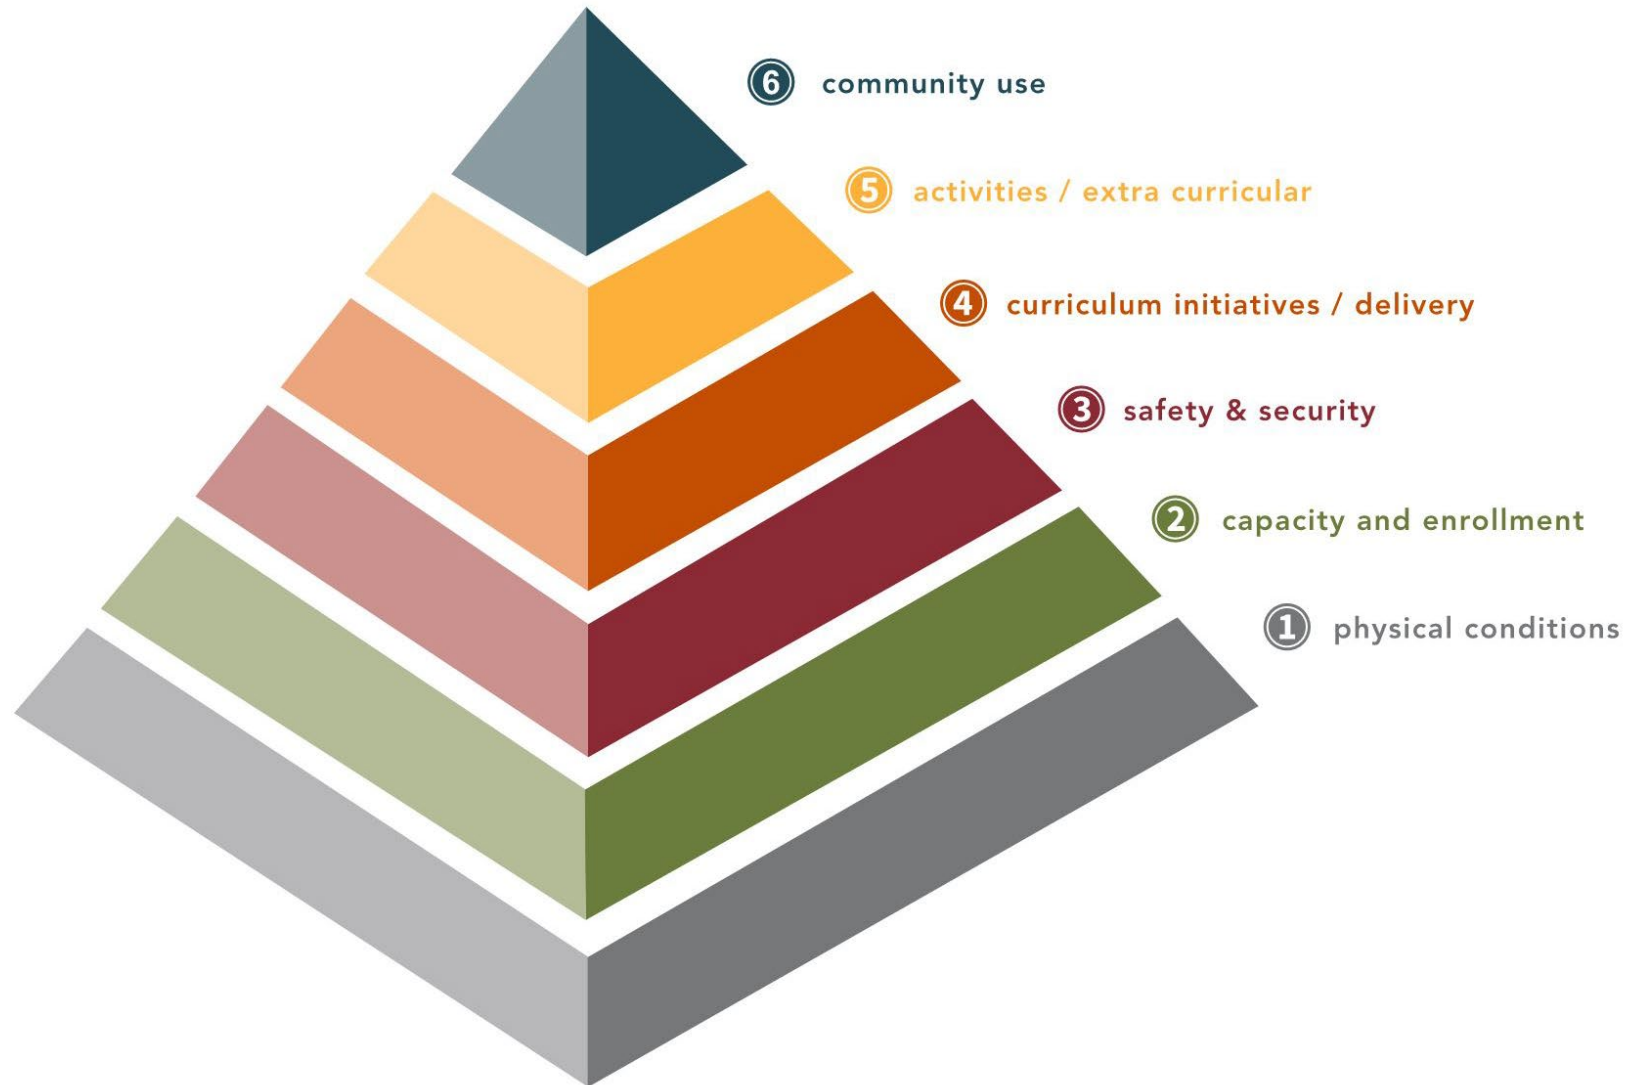 6 community use
5 activities / extra curricular
4 curriculum initiatives / delivery
3 safety & security
2 capacity and enrollment
1 physical conditions